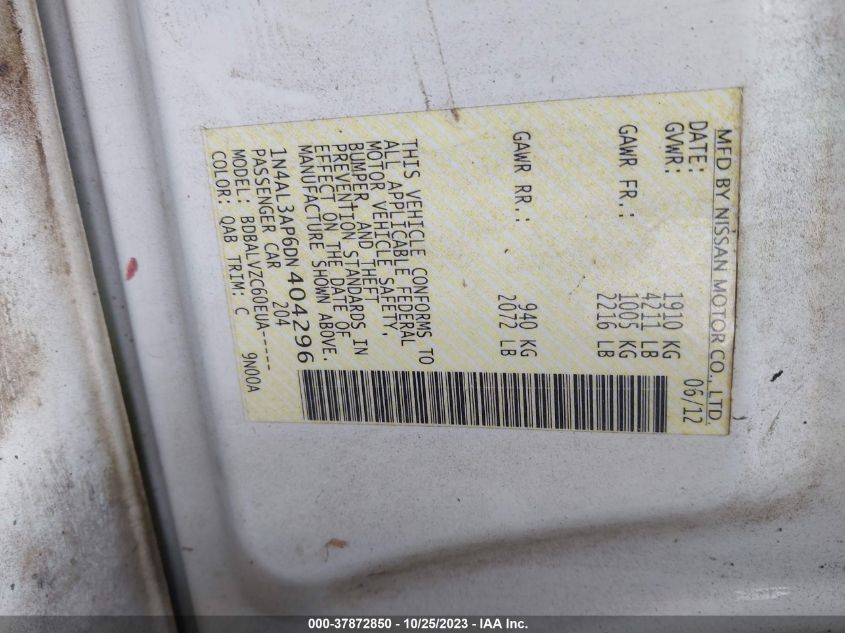 MFD BY NISSAN MOTOR CO., LTD.
DATE: 06/12
GVWR: 1910 KG
4211 LB
GAWR FR.: 1005 KG
2216 LB
GAWR RR.: 940 KG
2072 LB
THIS VEHICLE CONFORMS TO
ALL APPLICABLE FEDERAL
MOTOR VEHICLE SAFETY,
BUMPER, AND THEFT
PREVENTION STANDARDS IN
EFFECT ON THE DATE OF
MANUFACTURE SHOWN ABOVE.
1N4AL3AP6DN404296
PASSENGER CAR 204
MODEL: BDBALVZC60EUA-----
COLOR: QAB TRIM: C 9N00A
000-37872850 - 10/25/2023 - IAA Inc.